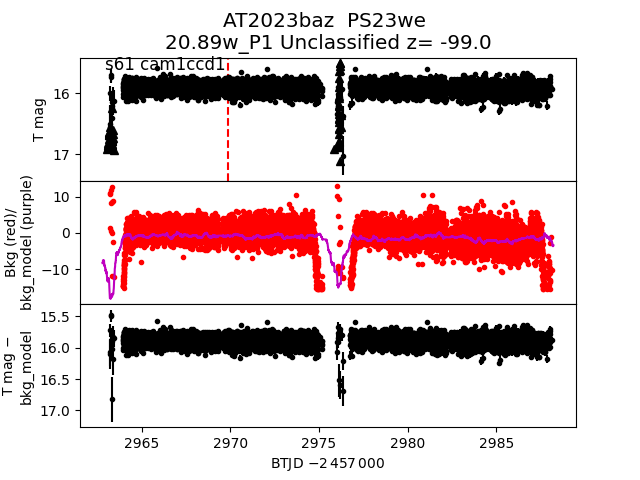 AT2023baz  PS23we
20.89w_P1 Unclassified z= -99.0
s61 cam1ccd1
T mag
16
17
Bkg (red)/
bkg_model (purple)
10
0
−10
T mag −
bkg_model
15.5
16.0
16.5
17.0
2965
2970
2975
2980
2985
BTJD −2 457 000